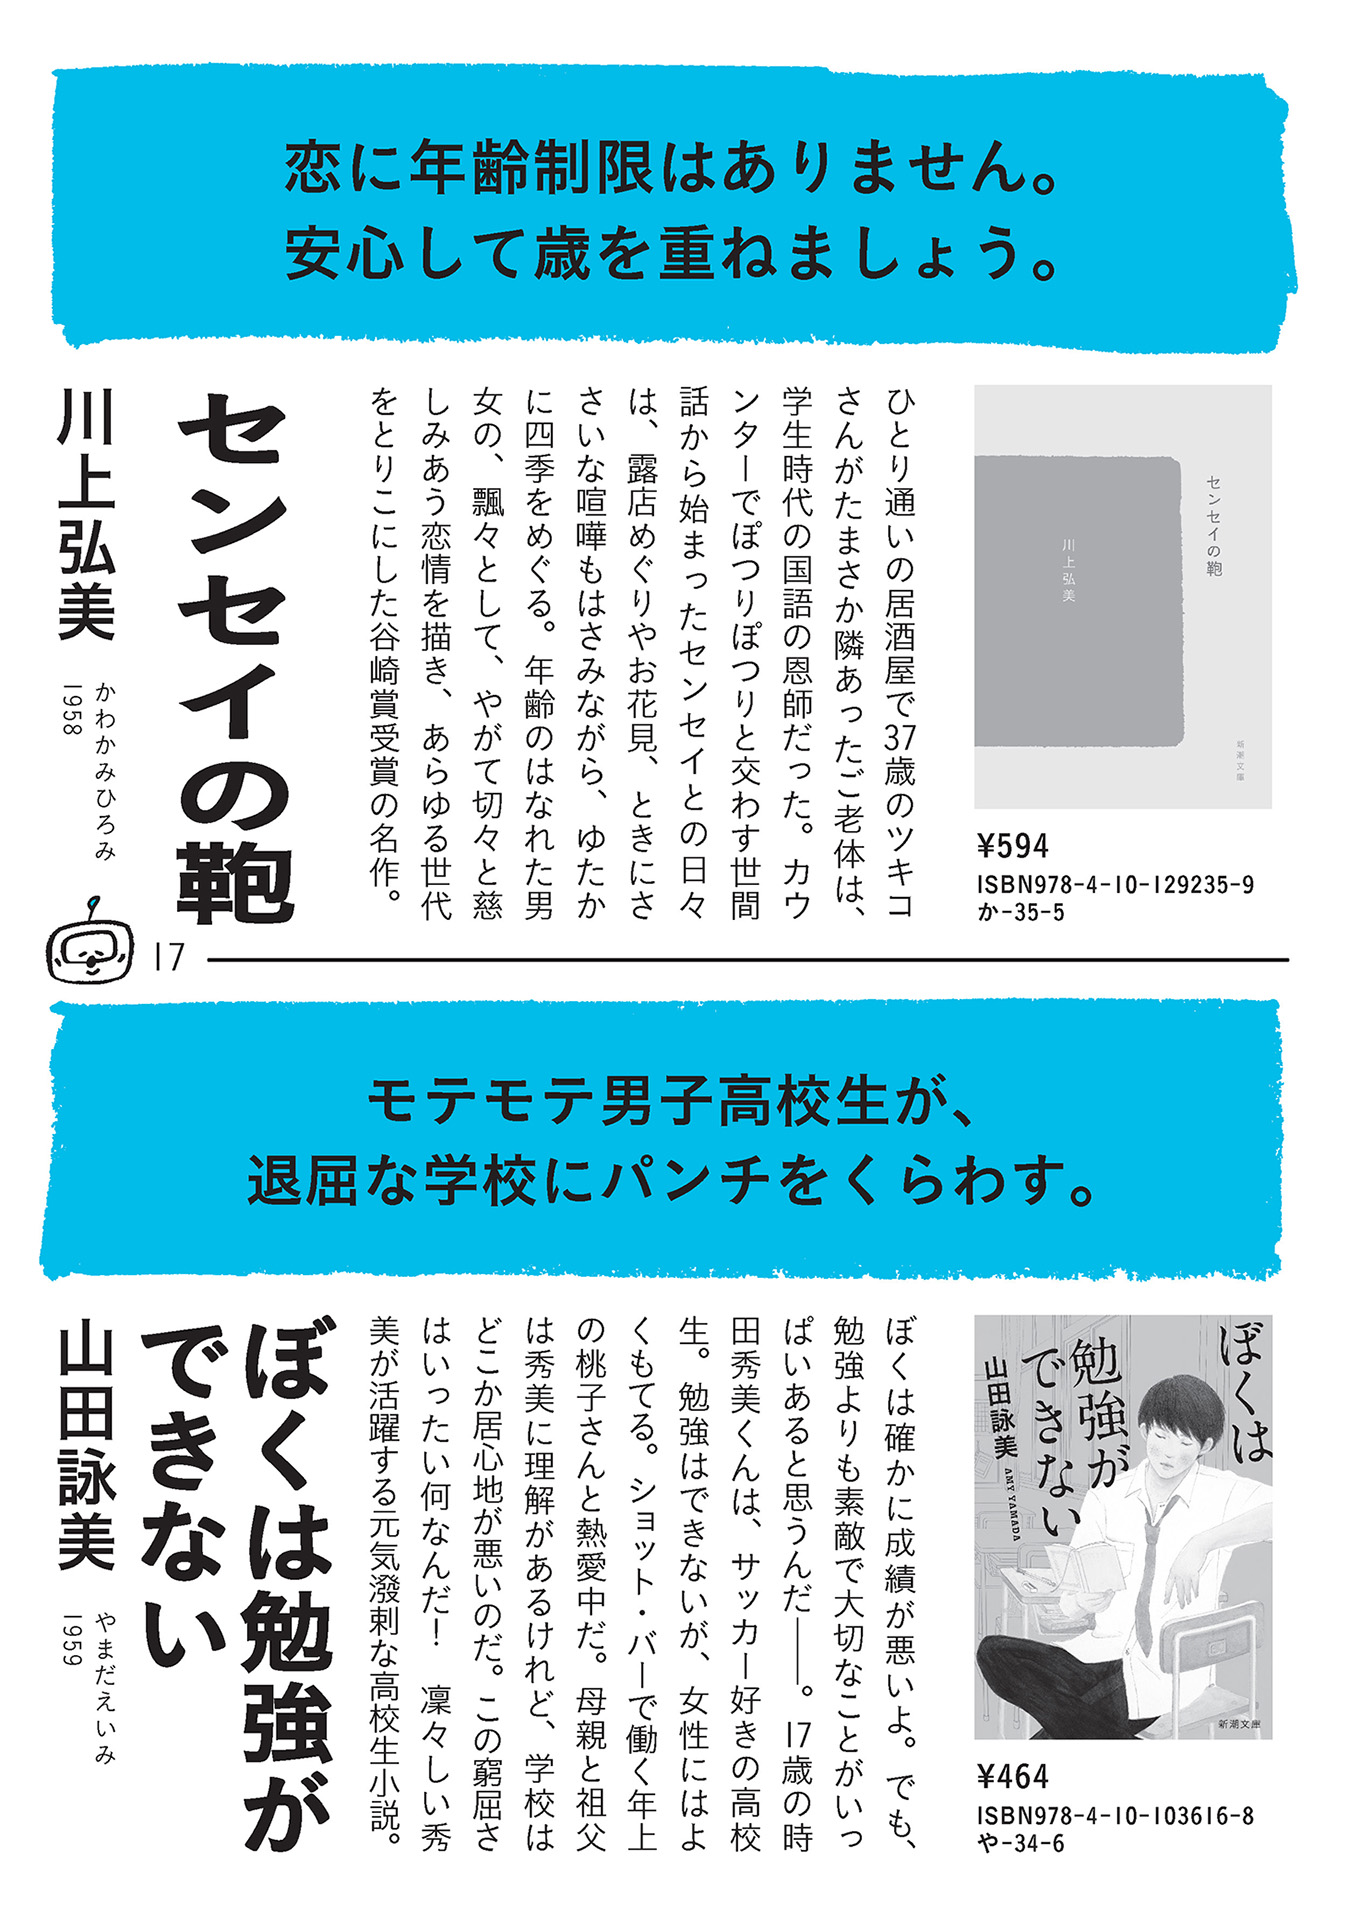 恋に年齢制限はありません。
安心して歳を重ねましょう。
センセイの鞄
川上弘美
新潮文庫
¥594
ISBN978-4-10-129235-9
か-35-5
ひとり通いの居酒屋で37歳のツキコ
さんがたまさか隣あったご老体は、
学生時代の国語の恩師だった。カウ
ンターでぽつりぽつりと交わす世間
話から始まったセンセイとの日々
は、露店めぐりやお花見、ときにさ
さいな喧嘩もはさみながら、ゆたか
に四季をめぐる。年齢のはなれた男
女の、飄々として、やがて切々と慈
しみあう恋情を描き、あらゆる世代
をとりこにした谷崎賞受賞の名作。
センセイの鞄
川上弘美
かわかみひろみ
1958
17
モテモテ男子高校生が、
退屈な学校にパンチをくらわす。
ぼくは
勉強が
できない
山田詠美
AMY YAMADA
新潮文庫
¥464
ISBN978-4-10-103616-8
や-34-6
ぼくは確かに成績が悪いよ。でも、
勉強よりも素敵で大切なことがいっ
ぱいあると思うんだ――。17歳の時
田秀美くんは、サッカー好きの高校
生。勉強はできないが、女性にはよ
くもてる。ショット・バーで働く年上
の桃子さんと熱愛中だ。母親と祖父
は秀美に理解があるけれど、学校は
どこか居心地が悪いのだ。この窮屈さ
はいったい何なんだ！ 凜々しい秀
美が活躍する元気溌剌な高校生小説。
ぼくは勉強が
できない
山田詠美
やまだえいみ
1959